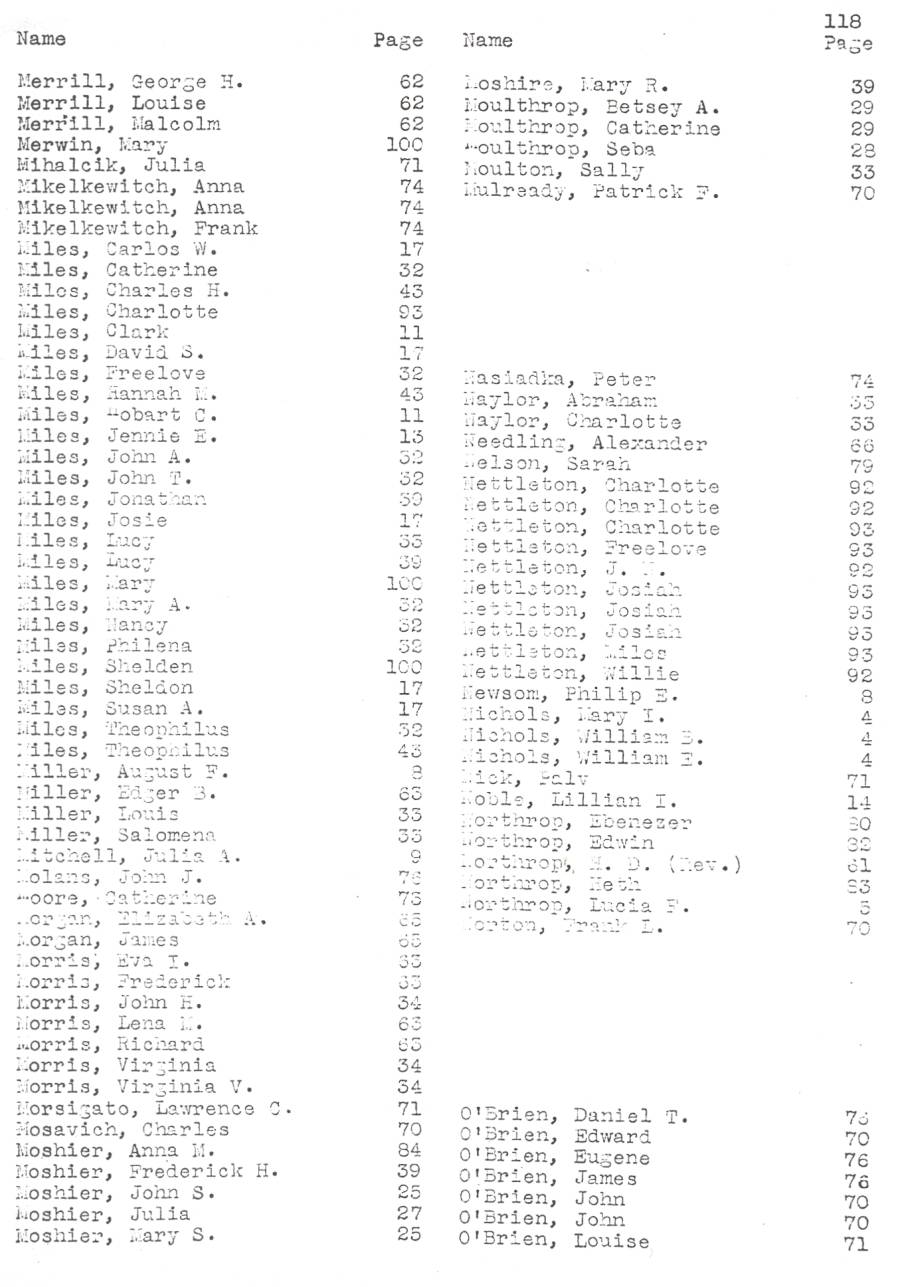 118
Name Page
Merrill, George H. 62
Merrill, Louise 62
Merrill, Malcolm 62
Merwin, Mary 100
Mihalcik, Julia 71
Mikelkewitch, Anna 74
Mikelkewitch, Anna 74
Mikelkewitch, Frank 74
Miles, Carlos W. 17
Miles, Catherine 32
Miles, Charles H. 43
Miles, Charlotte 93
Miles, Clark 11
Miles, David S. 17
Miles, Freelove 32
Miles, Hannah M. 43
Miles, Hobart C. 11
Miles, Jennie E. 13
Miles, John A. 32
Miles, John T. 32
Miles, Jonathan 39
Miles, Josie 17
Miles, Lucy 33
Miles, Lucy 39
Miles, Mary 100
Miles, Mary A. 32
Miles, Nancy 32
Miles, Philena 32
Miles, Shelden 100
Miles, Sheldon 17
Miles, Susan A. 17
Miles, Theophilus 32
Miles, Theophilus 43
Miller, August F. 8
Miller, Edger B. 63
Miller, Louis 33
Miller, Salomena 33
Mitchell, Julia A. 9
Molans, John J. 76
Moore, Catherine 73
Morgan, Elizabeth A. 65
Morgan, James 65
Morris, Eva I. 33
Morris, Frederick
Morris, John H. 34
Morris, Lena M. 63
Morris, Richard 63
Morris, Virginia 34
Morris, Virginia V. 34
Morsigato, Lawrence C. 71
Mosavich, Charles 70
Moshier, Anna M. 84
Moshier, Frederick H. 39
Moshier, John S. 25
Moshier, Julia 27
Moshier, Mary S. 25
Name Page
Moshire, Mary R. 39
Moulthrop, Betsey A. 29
Moulthrop, Catherine 29
Moulthrop, Seba 28
Moulton, Sally 33
Mulready, Patrick F. 70
Nasiadka, Peter 74
Naylor, Abraham 33
Naylor, Charlotte 33
Needling, Alexander 66
Nelson, Sarah 79
Nettleton, Charlotte 92
Nettleton, Charlotte 92
Nettleton, Charlotte 93
Nettleton, Freelove 93
Nettleton, J. 92
Nettleton, Josiah 93
Nettleton, Josiah 93
Nettleton, Josiah 93
Nettleton, Miles 93
Nettleton, Willie 92
Newsom, Philip E. 8
Nichols, Mary I. 4
Nichols, William B. 4
Nichols, William E. 4
Nick, Palv 71
Noble, Lillian I. 14
Northrop, Ebenezer 30
Northrop, Edwin 32
Northrop, H. D. (Rev.) 61
Northrop, Heth
Northrop, Lucia F.
Norton, Frank L. 70
O'Brien, Daniel T. 76
O'Brien, Edward 70
O'Brien, Eugene 76
O'Brien, James 76
O'Brien, John 70
O'Brien, John 70
O'Brien, Louise 71